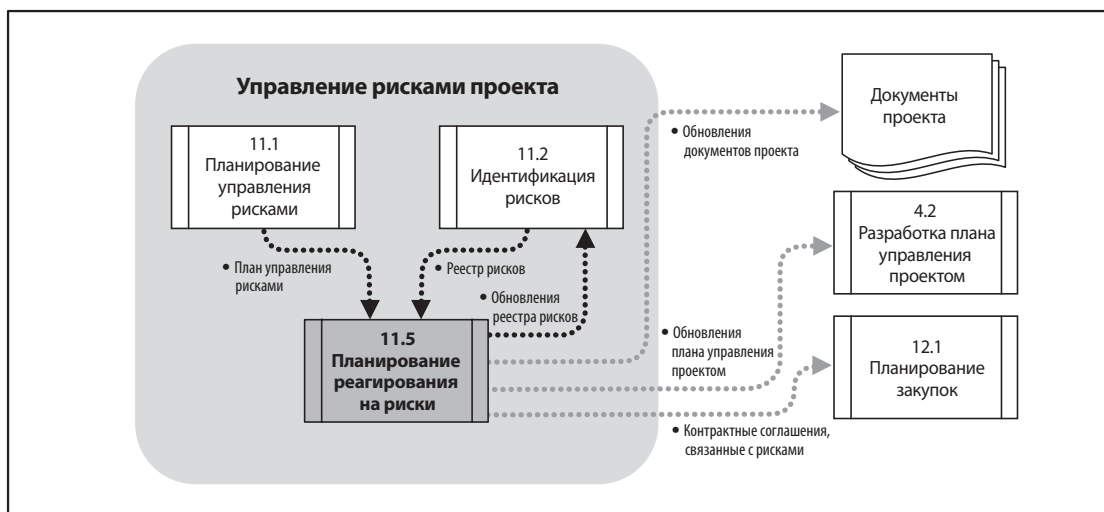 Управление рисками проекта
11.1
Планирование
управления
рисками
11.2
Идентификация
рисков
• План управления
рисками
• Реестр рисков
• Обновления
реестра рисков
11.5
Планирование
реагирования
на риски
• Обновления
документов проекта
Документы
проекта
4.2
Разработка плана
управления
проектом
• Обновления
плана управления
проектом
12.1
Планирование
закупок
• Контрактные соглашения,
связанные с рисками